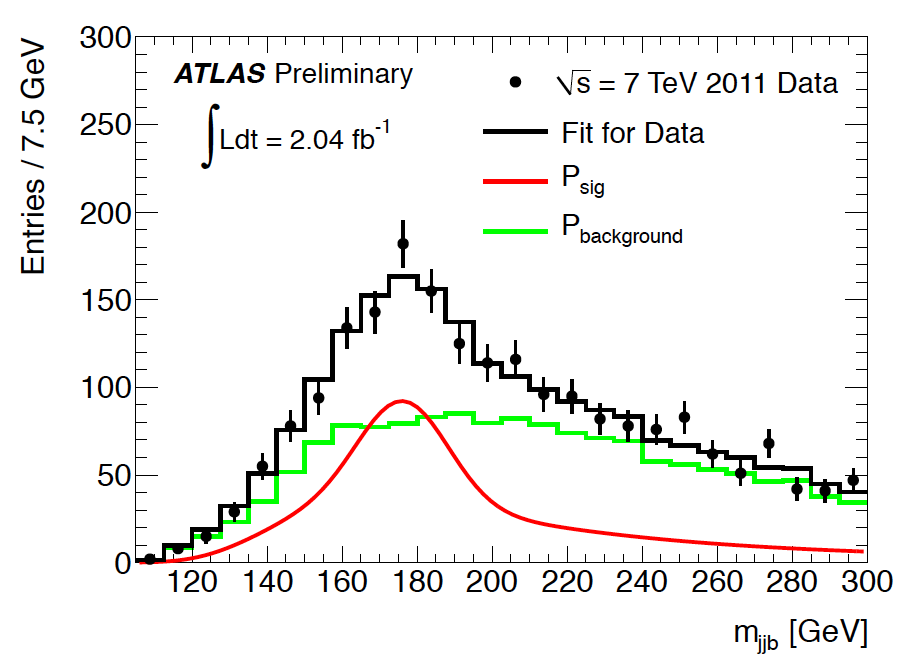 300
250
200
150
100
50
0
Entries / 7.5 GeV
ATLAS Preliminary
∫Ldt = 2.04 fb⁻¹
√s = 7 TeV 2011 Data
Fit for Data
P_sig
P_background
120 140 160 180 200 220 240 260 280 300
m_jjb [GeV]